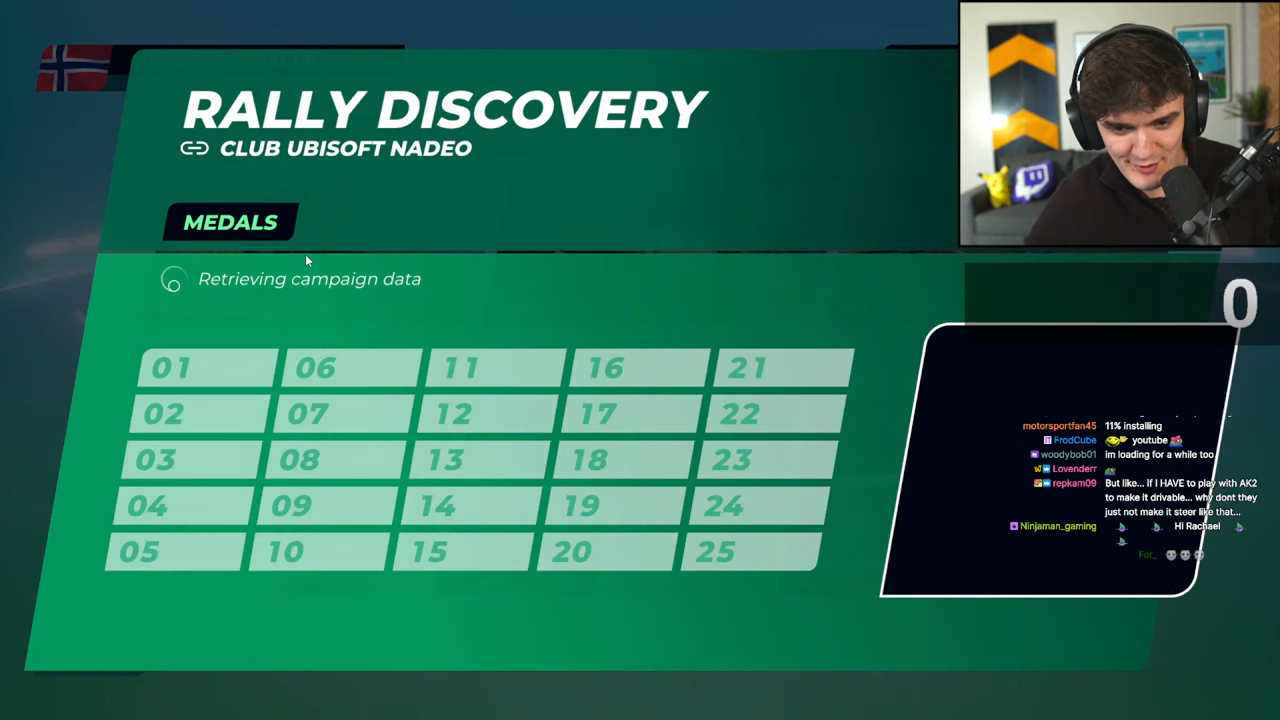 RALLY DISCOVERY
CLUB UBISOFT NADEO
MEDALS
Retrieving campaign data
01 06 11 16 21
02 07 12 17 22
03 08 13 18 23
04 09 14 19 24
05 10 15 20 25
0
motorsportfan45 11% installing
FrodCube youtube
woodybob01 im loading for a while too
Lovenderr
repkam09 But like... if I HAVE to play with AK2
to make it drivable... why dont they
just not make it steer like that...
Ninjaman_gaming Hi Rachael
For_